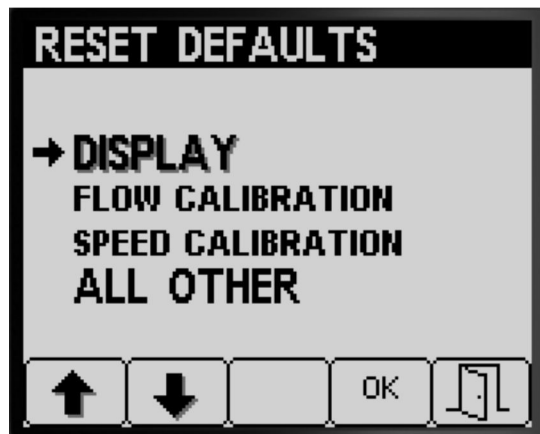 RESET DEFAULTS
DISPLAY
FLOW CALIBRATION
SPEED CALIBRATION
ALL OTHER
OK